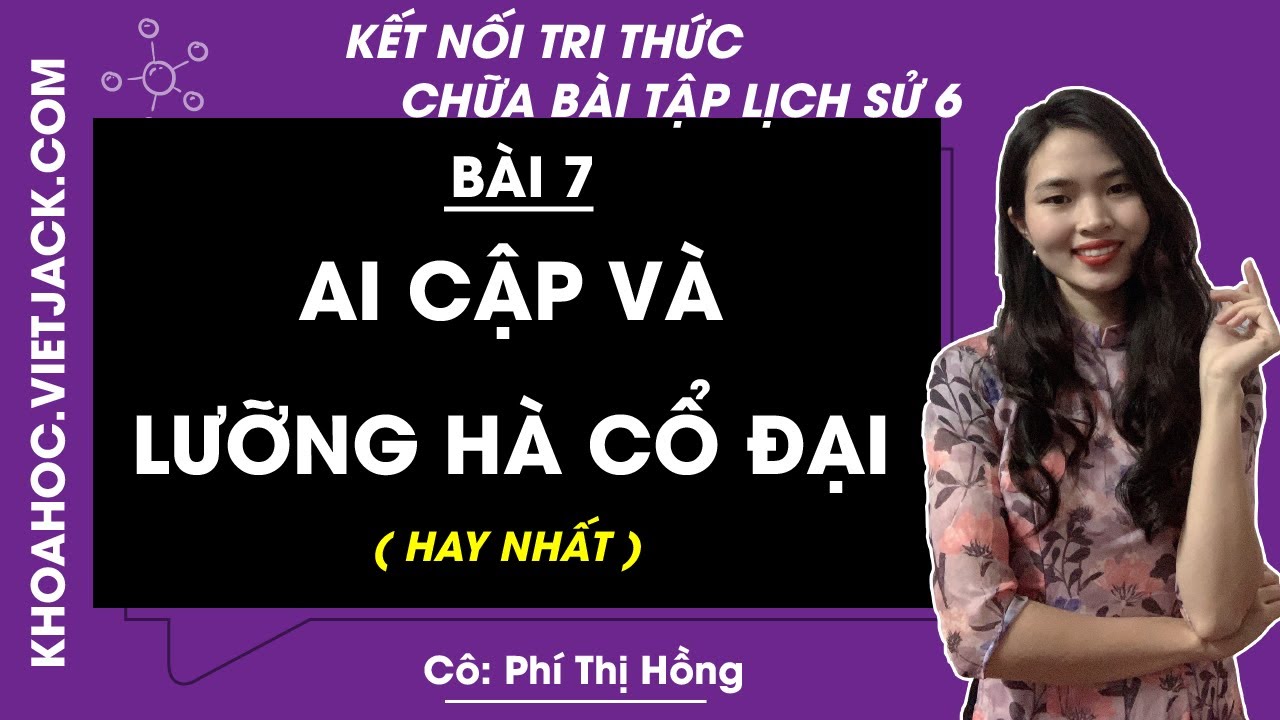 KHOAHOC.VIETJACK.COM
KẾT NỐI TRI THỨC
CHỮA BÀI TẬP LỊCH SỬ 6
BÀI 7
AI CẬP VÀ
LƯỠNG HÀ CỔ ĐẠI
( HAY NHẤT )
Cô: Phí Thị Hồng